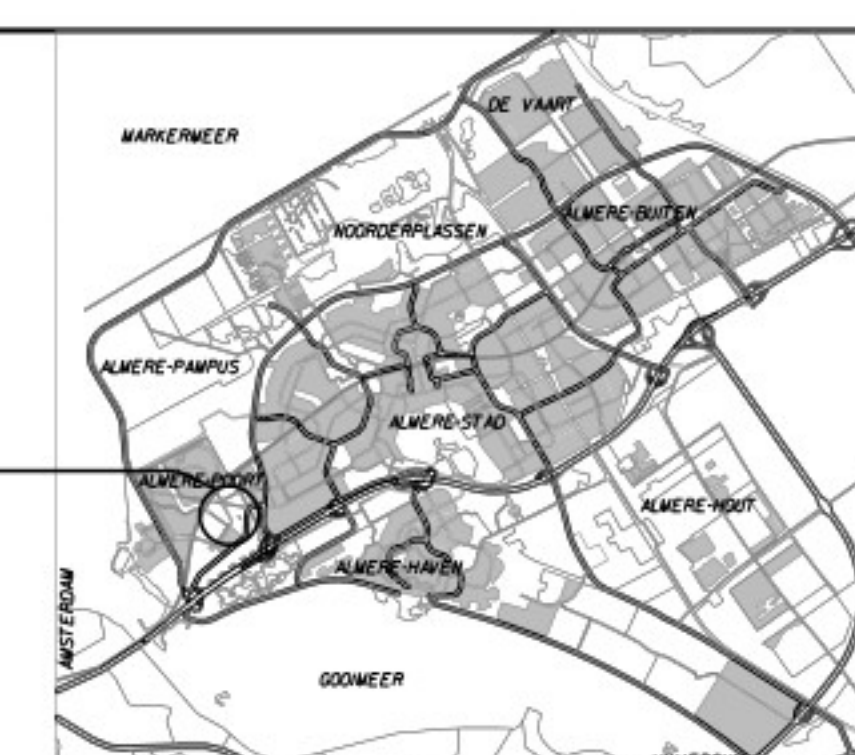 DE VAART
MARKERMEER
ALMERE-BUITEN
NOORDERPLASSEN
ALMERE-PAMPUS
ALMERE-STAD
ALMERE-POORT
ALMERE-HOUT
ALMERE-HAVEN
AMSTERDAM
GOOIMEER